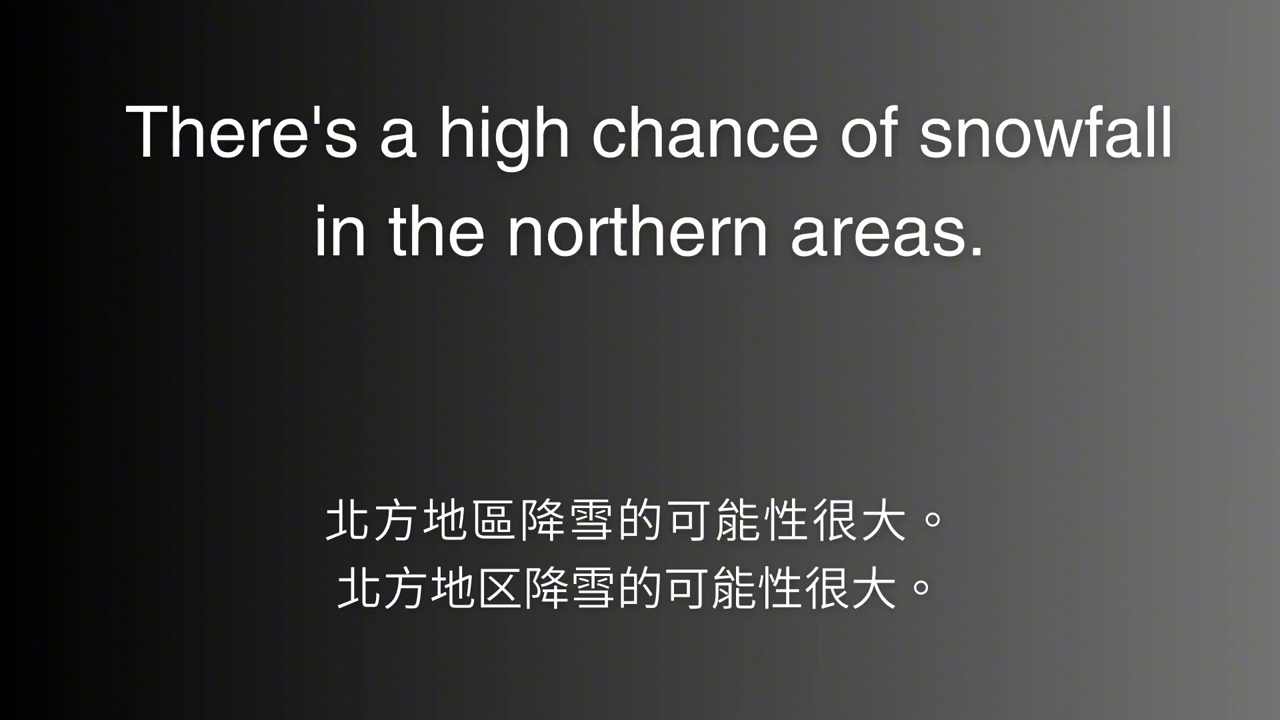 There's a high chance of snowfall
in the northern areas.
北方地區降雪的可能性很大。
北方地区降雪的可能性很大。